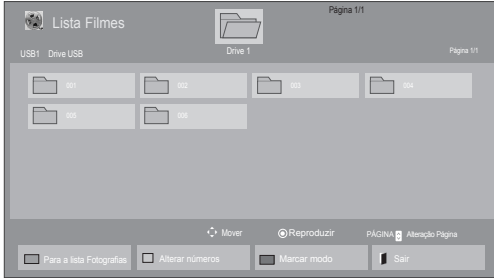 Página 1/1
Lista Filmes
Drive 1
USB1 Drive USB
Página 1/1
001 002 003 004
005 006
Mover Reproduzir PÁGINA Alteração Página
Para a lista Fotografias Alterar números Marcar modo Sair